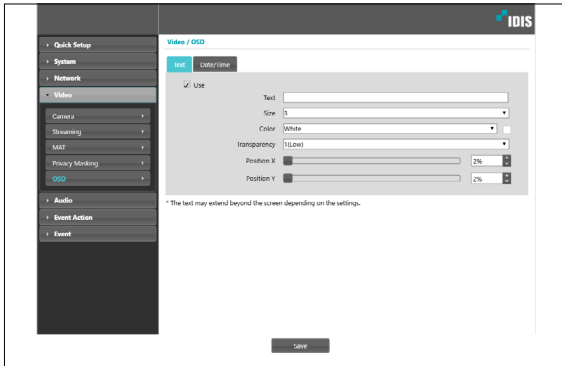 IDIS
Quick Setup
System
Network
Video
Camera
Streaming
MAT
Privacy Masking
OSD
Audio
Event Action
Event
Video / OSD
Text Date/Time
Use
Text
Size 3
Color White
Transparency 1(Low)
Position X 2%
Position Y 2%
* The text may extend beyond the screen depending on the settings.
Save